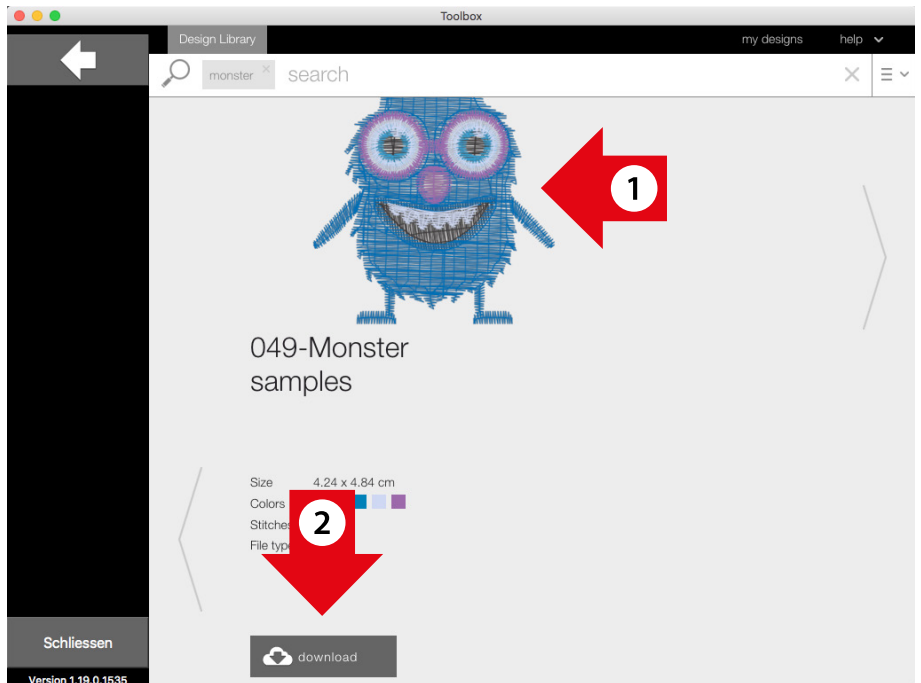 Toolbox
Design Library
my designs
help
monster
search
1
049-Monster
samples
Size 4.24 x 4.84 cm
Colors
Stitches
2
File type
download
Schliessen
Version 1.19.0.1535